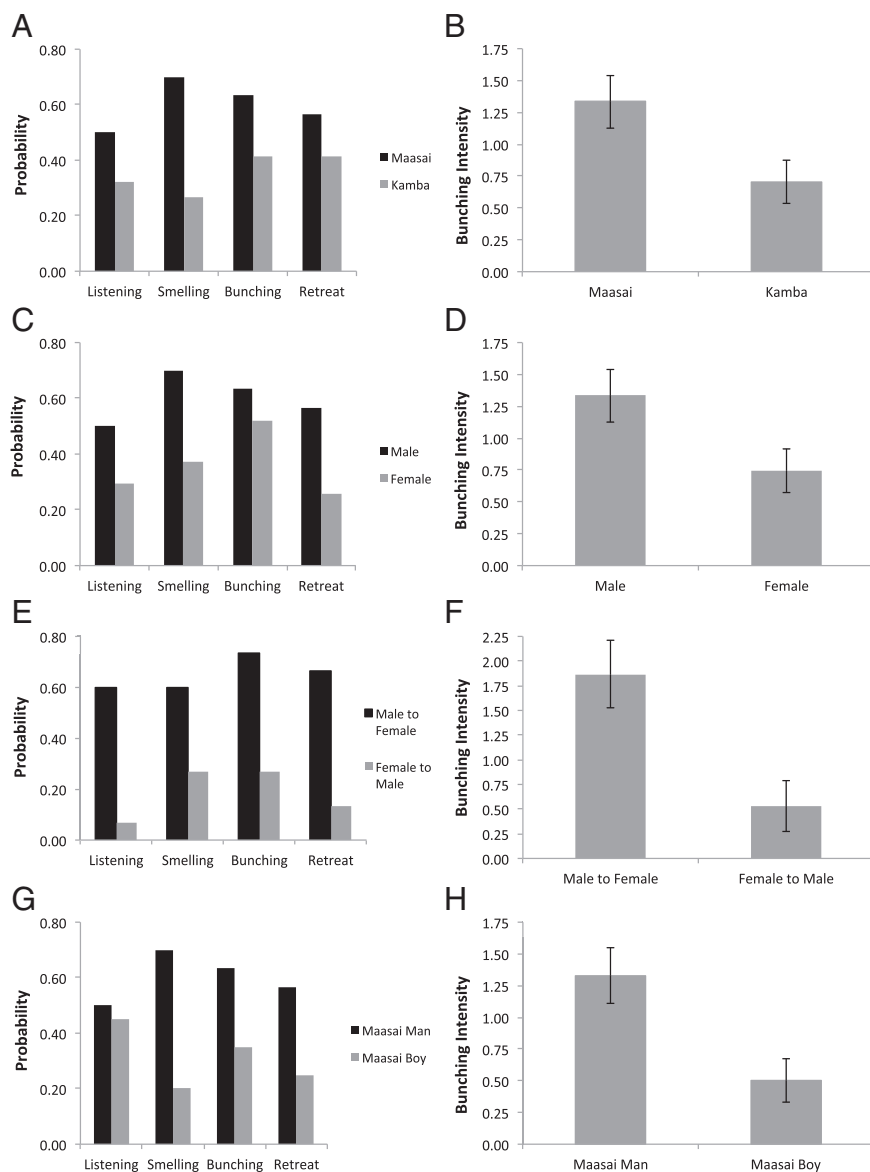 A
Probability
0.80
0.60
0.40
0.20
0.00
Listening Smelling Bunching Retreat
Maasai
Kamba
B
Bunching Intensity
1.75
1.50
1.25
1.00
0.75
0.50
0.25
0.00
Maasai Kamba
C
Probability
0.80
0.60
0.40
0.20
0.00
Listening Smelling Bunching Retreat
Male
Female
D
Bunching Intensity
1.75
1.50
1.25
1.00
0.75
0.50
0.25
0.00
Male Female
E
Probability
0.80
0.60
0.40
0.20
0.00
Listening Smelling Bunching Retreat
Male to
Female
Female to
Male
F
Bunching Intensity
2.25
2.00
1.75
1.50
1.25
1.00
0.75
0.50
0.25
0.00
Male to Female Female to Male
G
Probability
0.80
0.60
0.40
0.20
0.00
Listening Smelling Bunching Retreat
Maasai Man
Maasai Boy
H
Bunching Intensity
1.75
1.50
1.25
1.00
0.75
0.50
0.25
0.00
Maasai Man Maasai Boy